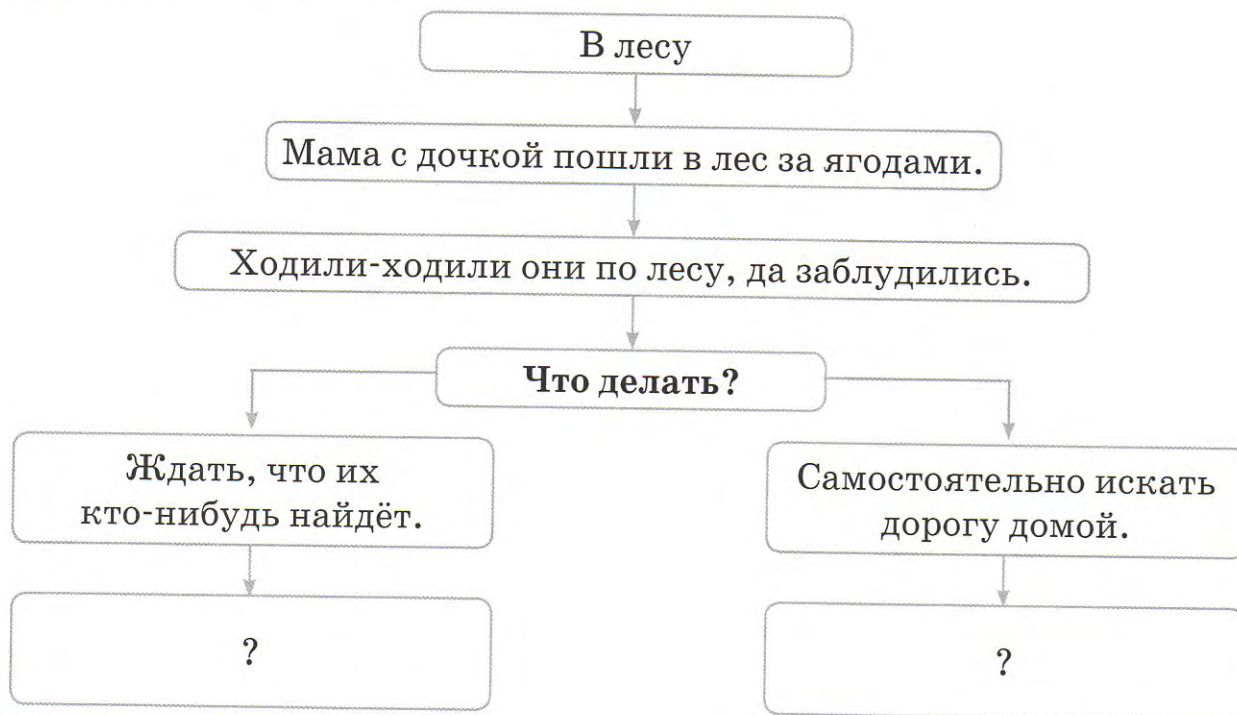 В лесу
Мама с дочкой пошли в лес за ягодами.
Ходили-ходили они по лесу, да заблудились.
Что делать?
Ждать, что их
кто-нибудь найдёт.
Самостоятельно искать
дорогу домой.
?
?